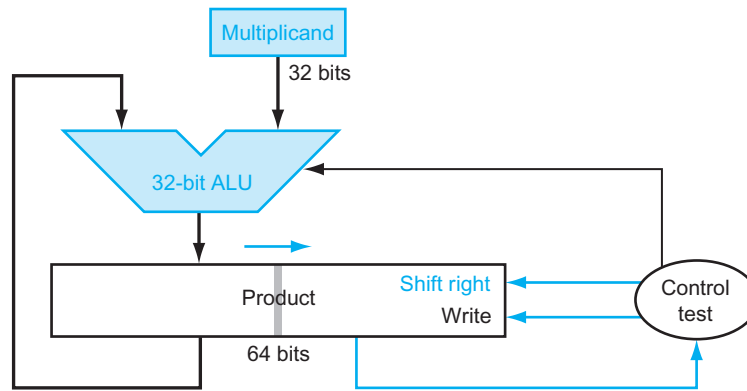 Multiplicand
32 bits
32-bit ALU
Product
Shift right
Write
64 bits
Control
test